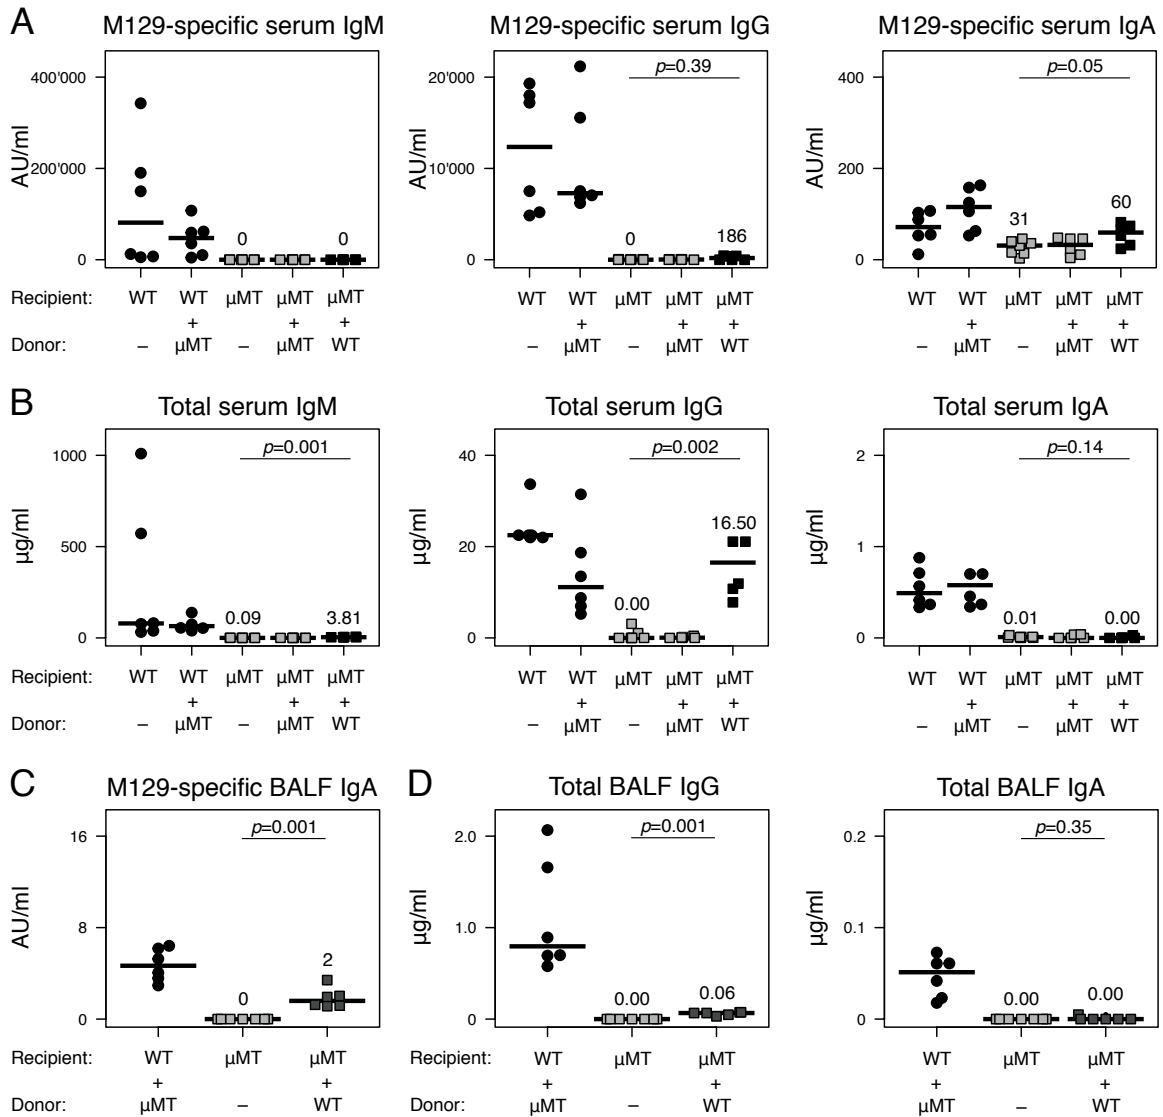 A
M129-specific serum IgM
M129-specific serum IgG
M129-specific serum IgA
AU/ml
400'000
200'000
0
0
0
AU/ml
20'000
10'000
0
p=0.39
0
186
AU/ml
400
200
0
p=0.05
31
60
Recipient: WT WT µMT µMT µMT WT WT µMT µMT µMT WT WT µMT µMT µMT
+ + + + + + + + +
Donor: – µMT – µMT WT – µMT – µMT WT – µMT – µMT WT
B
Total serum IgM
Total serum IgG
Total serum IgA
µg/ml
1000
500
0
p=0.001
0.09
3.81
µg/ml
40
20
0
p=0.002
0.00
16.50
µg/ml
2
1
0
p=0.14
0.01
0.00
Recipient: WT WT µMT µMT µMT WT WT µMT µMT µMT WT WT µMT µMT µMT
+ + + + + + + + +
Donor: – µMT – µMT WT – µMT – µMT WT – µMT – µMT WT
C
M129-specific BALF IgA
D
Total BALF IgG
Total BALF IgA
AU/ml
16
8
0
p=0.001
0
2
µg/ml
2.0
1.0
0
p=0.001
0.00
0.06
µg/ml
0.2
0.1
0
p=0.35
0.00
0.00
Recipient: WT µMT µMT Recipient: WT µMT µMT WT µMT µMT
+ + + + + +
Donor: µMT – WT Donor: µMT – WT µMT – WT